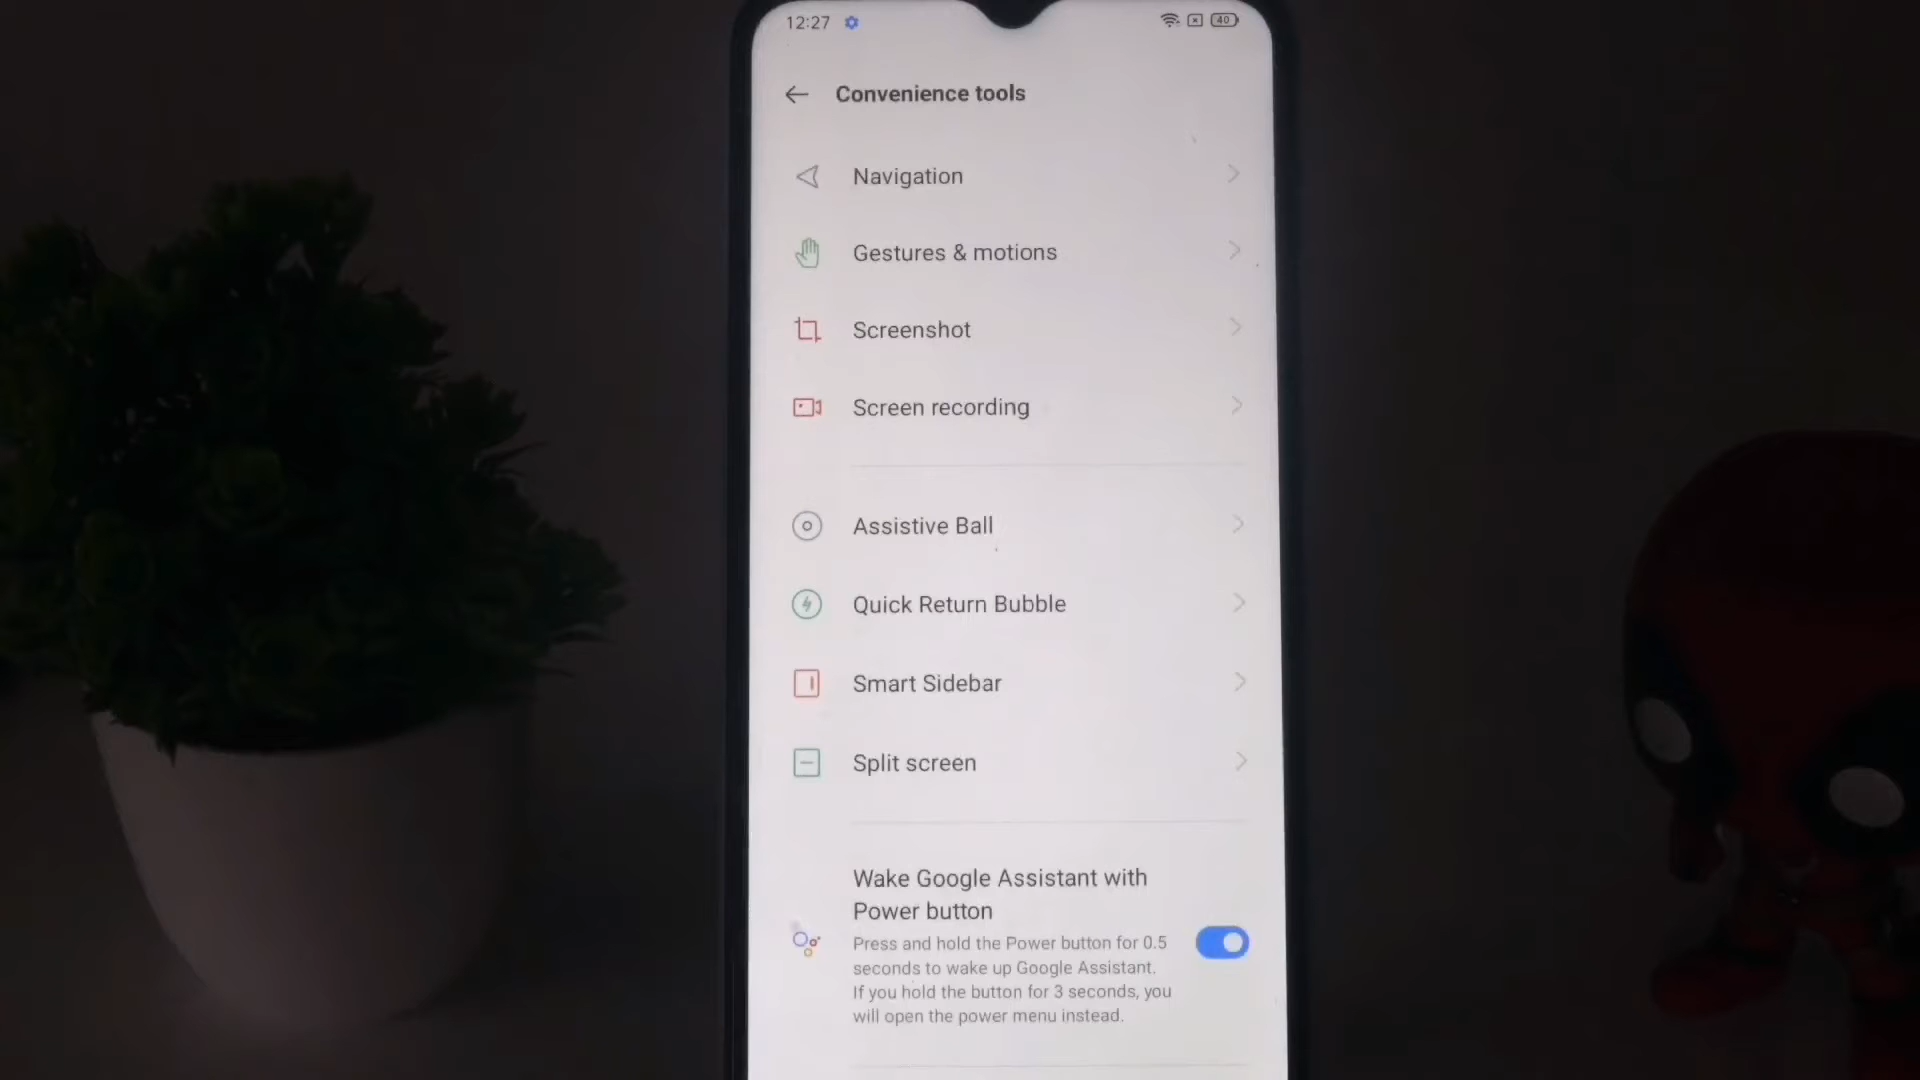 12:27
40
Convenience tools
Navigation
Gestures & motions
Screenshot
Screen recording
Assistive Ball
Quick Return Bubble
Smart Sidebar
Split screen
Wake Google Assistant with
Power button
Press and hold the Power button for 0.5
seconds to wake up Google Assistant.
If you hold the button for 3 seconds, you
will open the power menu instead.